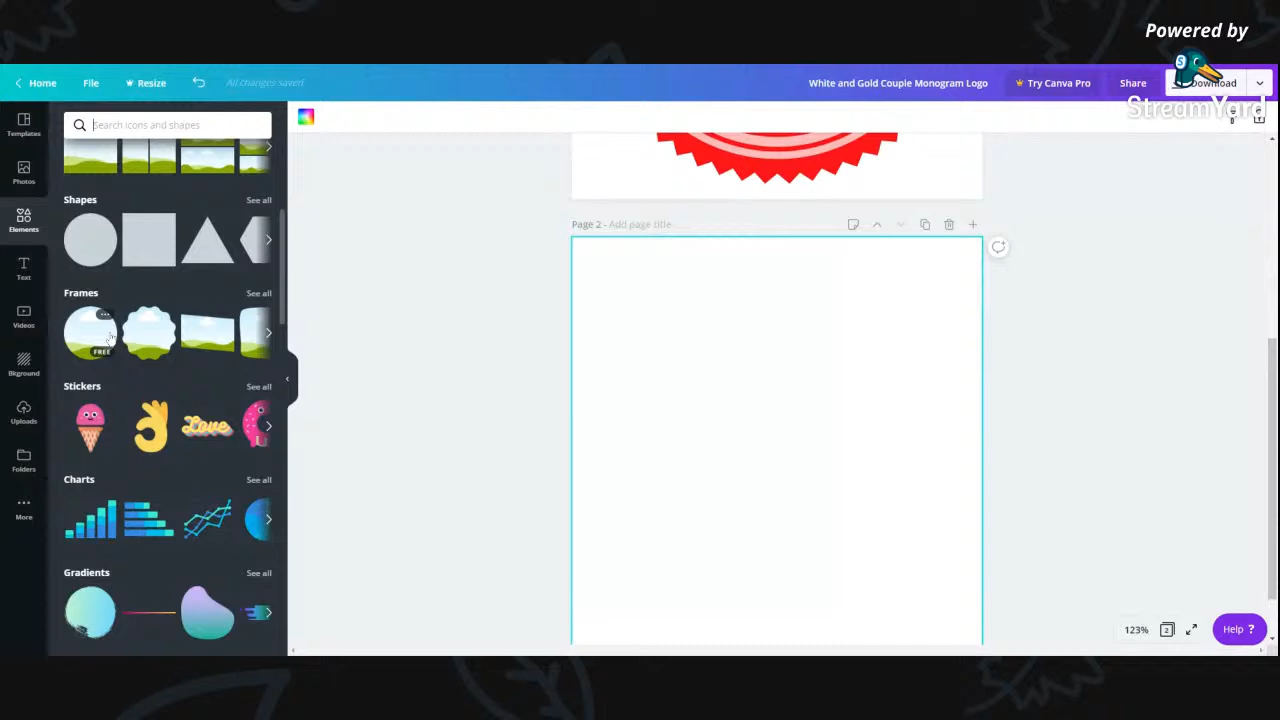 Powered by
StreamYard
Home
File
Resize
All changes saved
White and Gold Couple Monogram Logo
Try Canva Pro
Share
Download
Templates
Photos
Elements
Text
Videos
Bkground
Uploads
Folders
More
Search icons and shapes
Shapes
See all
Frames
See all
FREE
Stickers
See all
Love
Charts
See all
Gradients
See all
Page 2 - Add page title
123%
2
Help ?